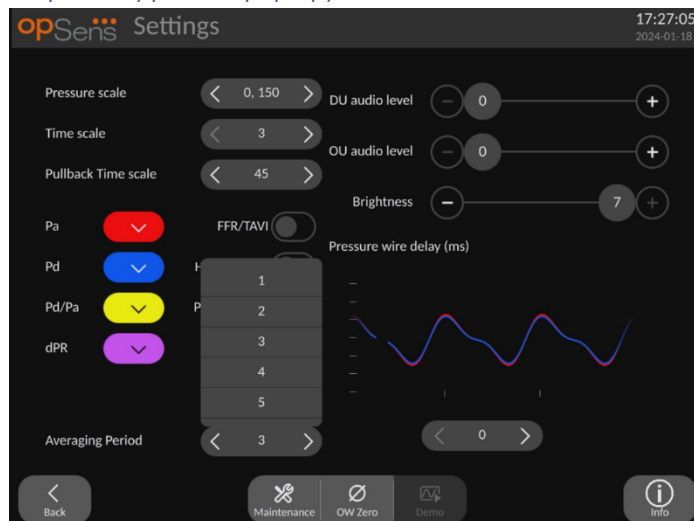 opSens Settings
17:27:05
2024-01-18
Pressure scale
0, 150
DU audio level
0
Time scale
3
OU audio level
0
Pullback Time scale
45
Brightness
7
Pa
FFR/TAVI
Pressure wire delay (ms)
Pd
1
Pd/Pa
2
dPR
3
4
5
Averaging Period
3
0
Back
Maintenance
OW Zero
Demo
Info